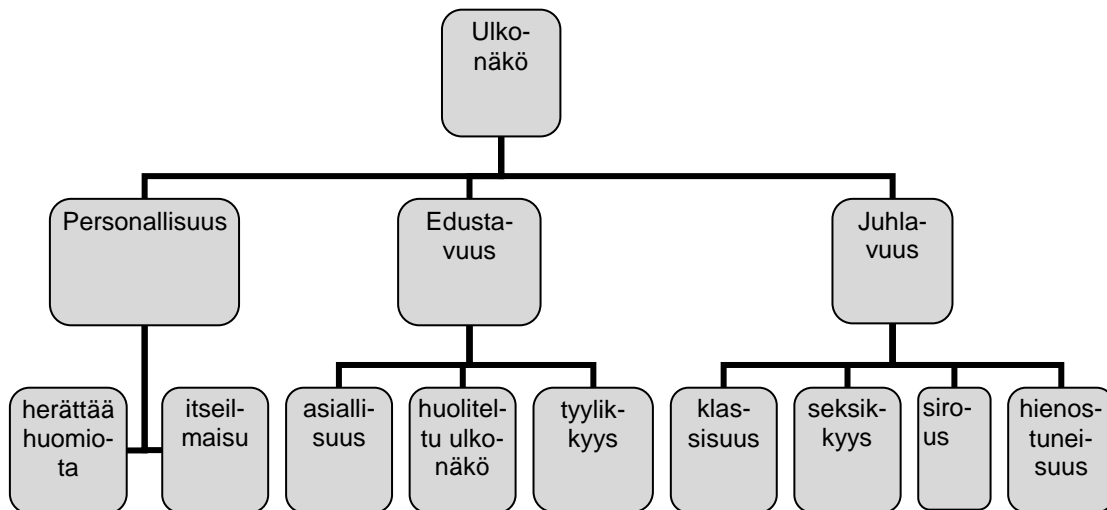 Ulko-
näkö
Personallisuus
Edusta-
vuus
Juhla-
vuus
herättää
huomio-
ta
itseil-
maisu
asialli-
suus
huolitel-
tu ulko-
näkö
tyylik-
kyys
klas-
sisuus
seksik-
kyys
siro-
us
hienos-
tunei-
suus